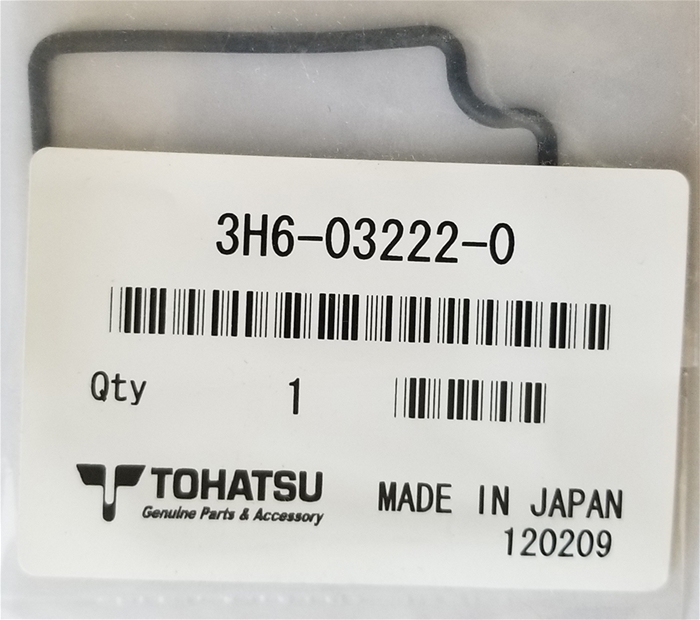 3H6-03222-0
Qty 1
TOHATSU
Genuine Parts & Accessory
MADE IN JAPAN
120209